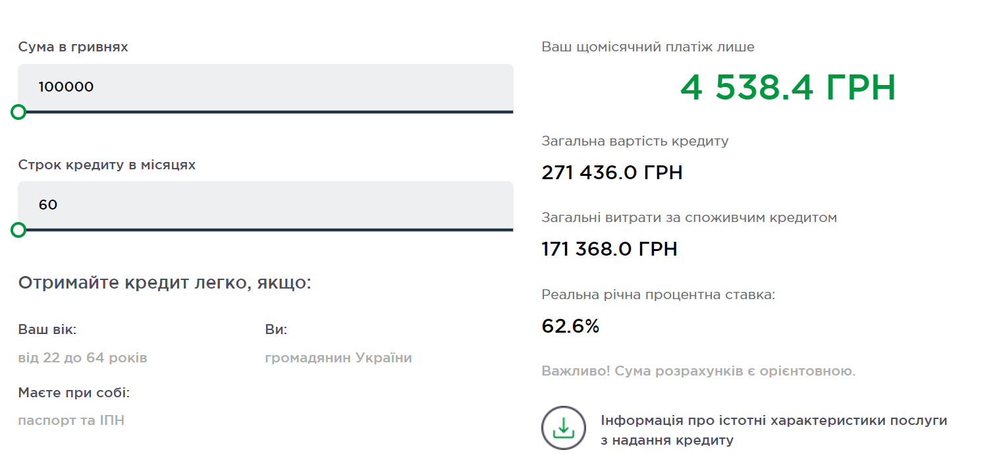 Сума в гривнях
100000
Строк кредиту в місяцях
60
Отримайте кредит легко, якщо:
Ваш вік:
від 22 до 64 років
Ви:
громадянин України
Маєте при собі:
паспорт та ІПН
Ваш щомісячний платіж лише
4 538.4 ГРН
Загальна вартість кредиту
271 436.0 ГРН
Загальні витрати за споживчим кредитом
171 368.0 ГРН
Реальна річна процентна ставка:
62.6%
Важливо! Сума розрахунків є орієнтовною.
Інформація про істотні характеристики послуги
з надання кредиту